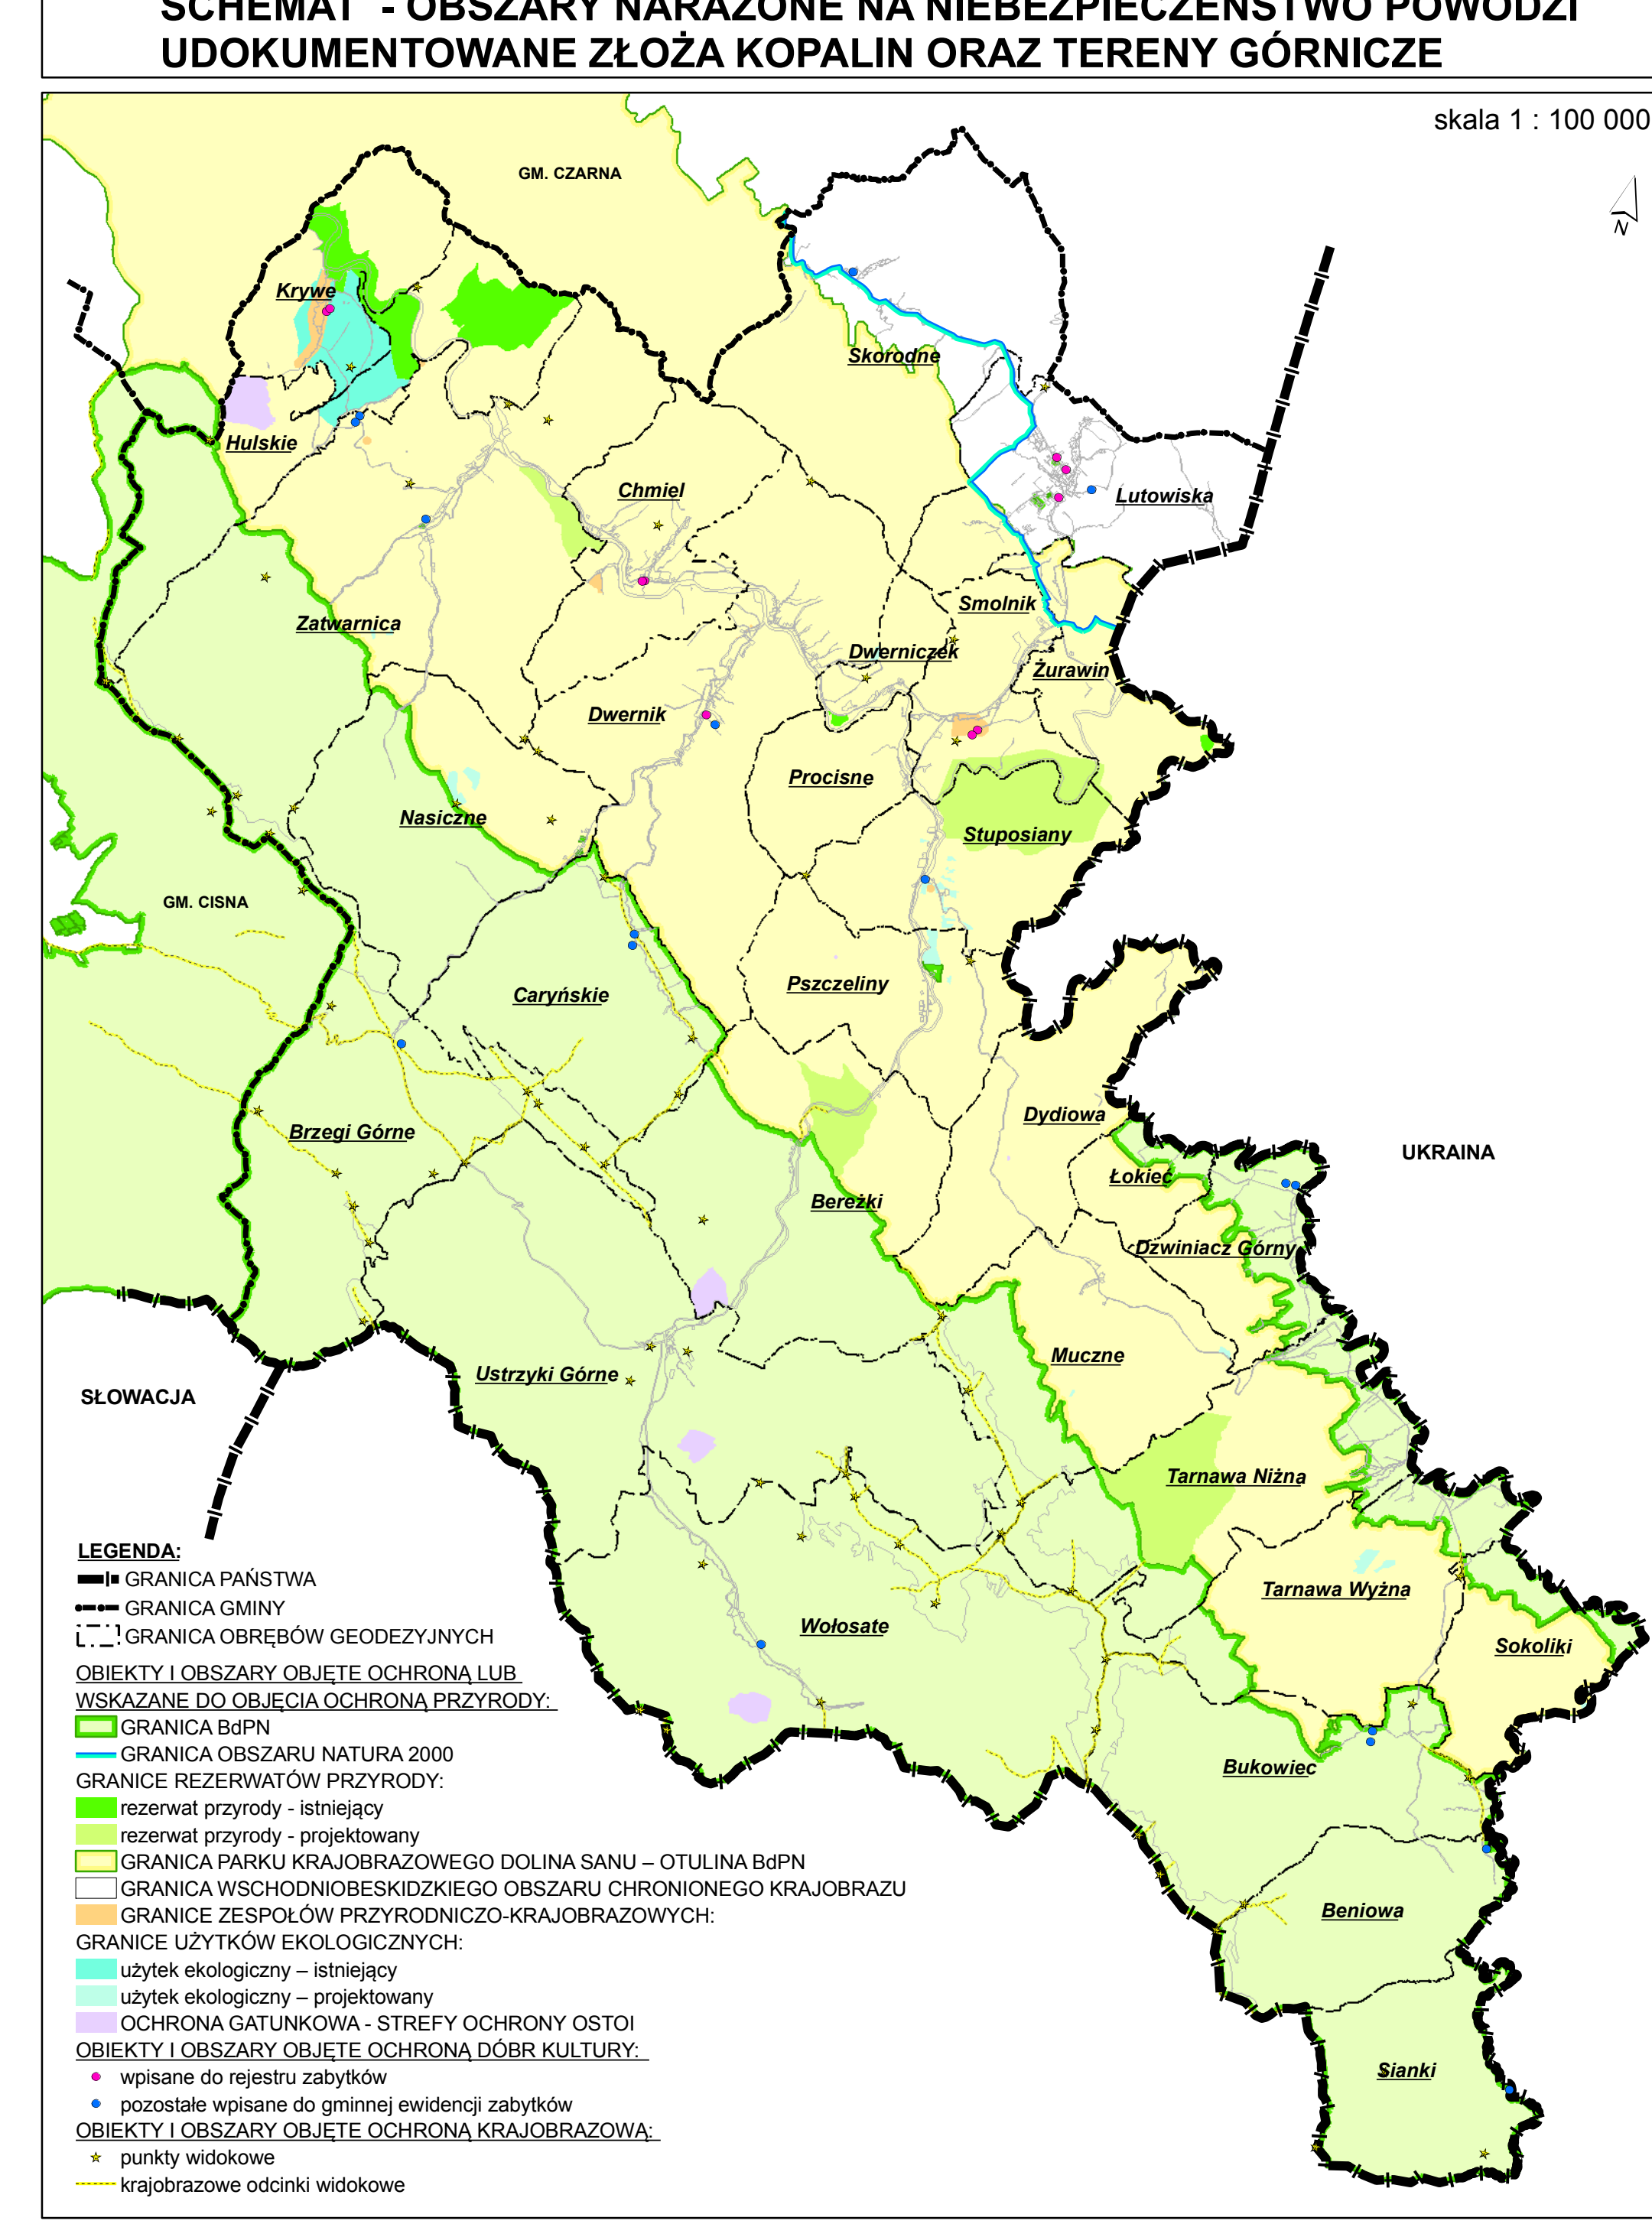 SCHEMAT - OBSZARY NARAŻONE NA NIEBEZPIECZEŃSTWO POWODZI
UDOKUMENTOWANE ZŁOŻA KOPALIN ORAZ TERENY GÓRNICZE
skala 1 : 100 000
GM. CZARNA
N
Krywe
Skorodne
Hulskie
Chmiel
Lutowiska
Smolnik
Zatwarnica
Dwerniczek
Żurawin
Dwernik
Procisne
Nasiczne
Stuposiany
GM. CISNA
Pszczeliny
Caryńskie
Dydiowa
Brzegi Górne
UKRAINA
Łokieć
Bereżki
Dzwiniacz Górny
Muczne
Ustrzyki Górne
SŁOWACJA
Tarnawa Niżna
Tarnawa Wyżna
Wołosate
Sokoliki
Bukowiec
Beniowa
Sianki
LEGENDA:
GRANICA PAŃSTWA
GRANICA GMINY
GRANICA OBRĘBÓW GEODEZYJNYCH
OBIEKTY I OBSZARY OBJĘTE OCHRONĄ LUB
WSKAZANE DO OBJĘCIA OCHRONĄ PRZYRODY:
GRANICA BdPN
GRANICA OBSZARU NATURA 2000
GRANICE REZERWATÓW PRZYRODY:
rezerwat przyrody - istniejący
rezerwat przyrody - projektowany
GRANICA PARKU KRAJOBRAZOWEGO DOLINA SANU – OTULINA BdPN
GRANICA WSCHODNIOBESKIDZKIEGO OBSZARU CHRONIONEGO KRAJOBRAZU
GRANICE ZESPOŁÓW PRZYRODNICZO-KRAJOBRAZOWYCH:
GRANICE UŻYTKÓW EKOLOGICZNYCH:
użytek ekologiczny – istniejący
użytek ekologiczny – projektowany
OCHRONA GATUNKOWA - STREFY OCHRONY OSTOI
OBIEKTY I OBSZARY OBJĘTE OCHRONĄ DÓBR KULTURY:
wpisane do rejestru zabytków
pozostałe wpisane do gminnej ewidencji zabytków
OBIEKTY I OBSZARY OBJĘTE OCHRONĄ KRAJOBRAZOWĄ:
punkty widokowe
krajobrazowe odcinki widokowe